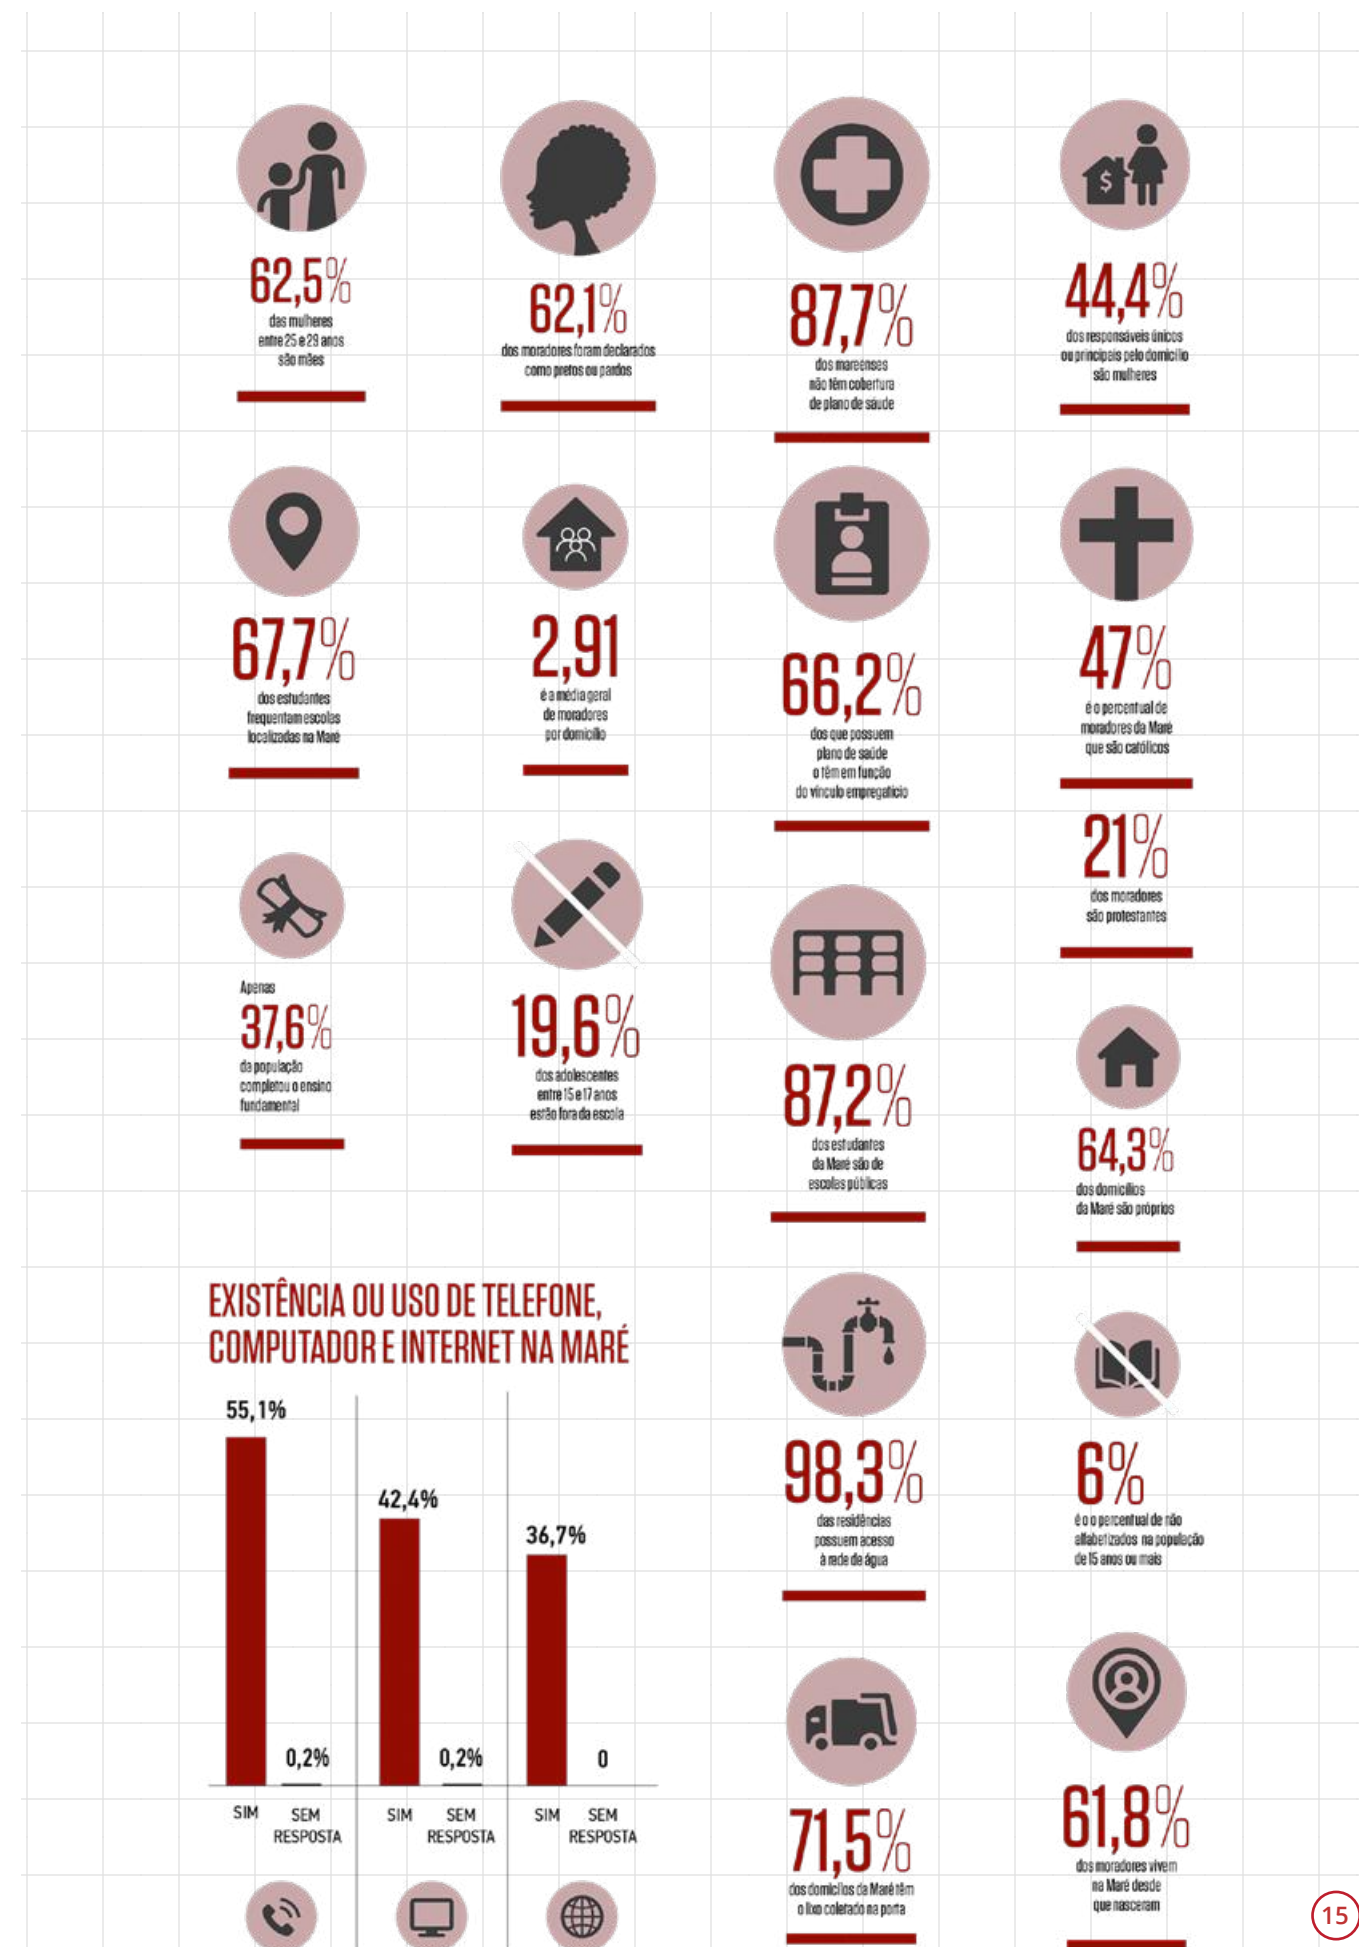 62,5%
das mulheres
entre 25 e 29 anos
são mães
62,1%
dos moradores foram declarados
como pretos ou pardos
87,7%
dos mareenses
não têm cobertura
de plano de saúde
44,4%
dos responsáveis únicos
ou principais pelo domicílio
são mulheres
67,7%
dos estudantes
frequentam escolas
localizadas na Maré
2,91
é a média geral
de moradores
por domicílio
66,2%
dos que possuem
plano de saúde
o têm em função
do vínculo empregatício
47%
é o percentual de
moradores da Maré
que são católicos
21%
dos moradores
são protestantes
Apenas
37,6%
da população
completou o ensino
fundamental
19,6%
dos adolescentes
entre 15 e 17 anos
estão fora da escola
87,2%
dos estudantes
da Maré são de
escolas públicas
64,3%
dos domicílios
da Maré são próprios
EXISTÊNCIA OU USO DE TELEFONE,
COMPUTADOR E INTERNET NA MARÉ
55,1%
42,4%
36,7%
0,2%
0,2%
0
SIM
SEM
RESPOSTA
SIM
SEM
RESPOSTA
SIM
SEM
RESPOSTA
98,3%
das residências
possuem acesso
à rede de água
6%
é o o percentual de não
alfabetizados na população
de 15 anos ou mais
71,5%
dos domicílos da Maré têm
o lixo coletado na porta
61,8%
dos moradores vivem
na Maré desde
que nasceram
15